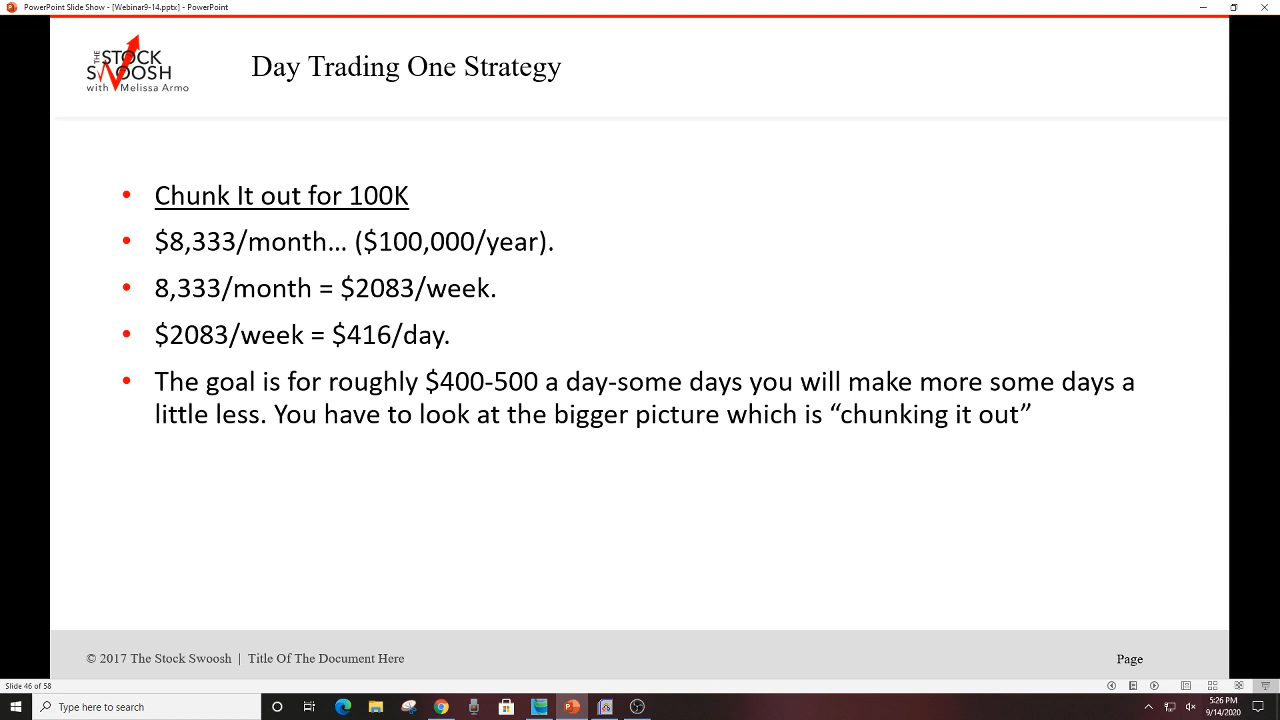 PowerPoint Slide Show - [Webinar9-14.pptx] - PowerPoint
THE
STOCK
SWOOSH
with Melissa Armo
Day Trading One Strategy
• Chunk It out for 100K
• $8,333/month… ($100,000/year).
• 8,333/month = $2083/week.
• $2083/week = $416/day.
• The goal is for roughly $400-500 a day-some days you will make more some days a
little less. You have to look at the bigger picture which is “chunking it out”
© 2017 The Stock Swoosh | Title Of The Document Here
Page
Slide 46 of 58
Type here to search
5:26 PM
9/14/2020